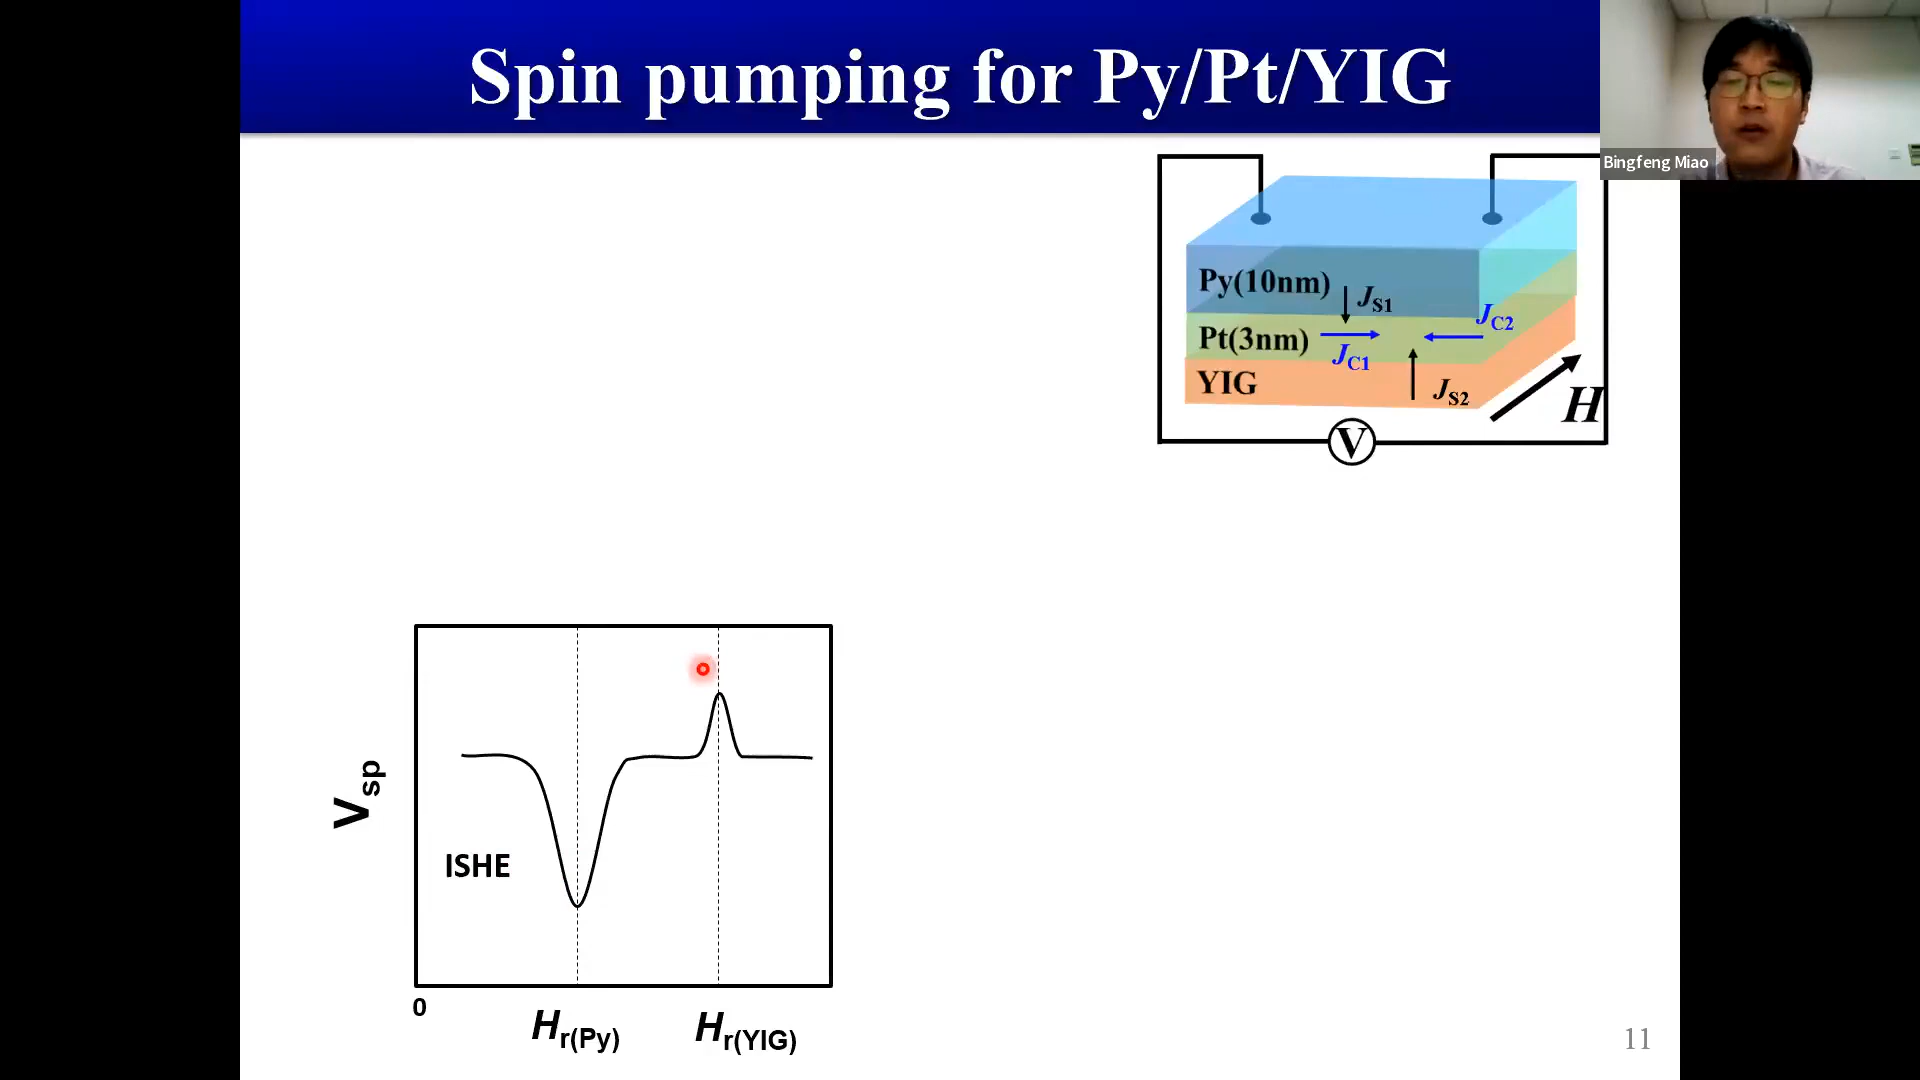 Spin pumping for Py/Pt/YIG
Bingfeng Miao
Py(10nm)
JS1
Pt(3nm)
JC1
JC2
YIG
JS2
H
V
Vsp
ISHE
0
Hr(Py)
Hr(YIG)
11